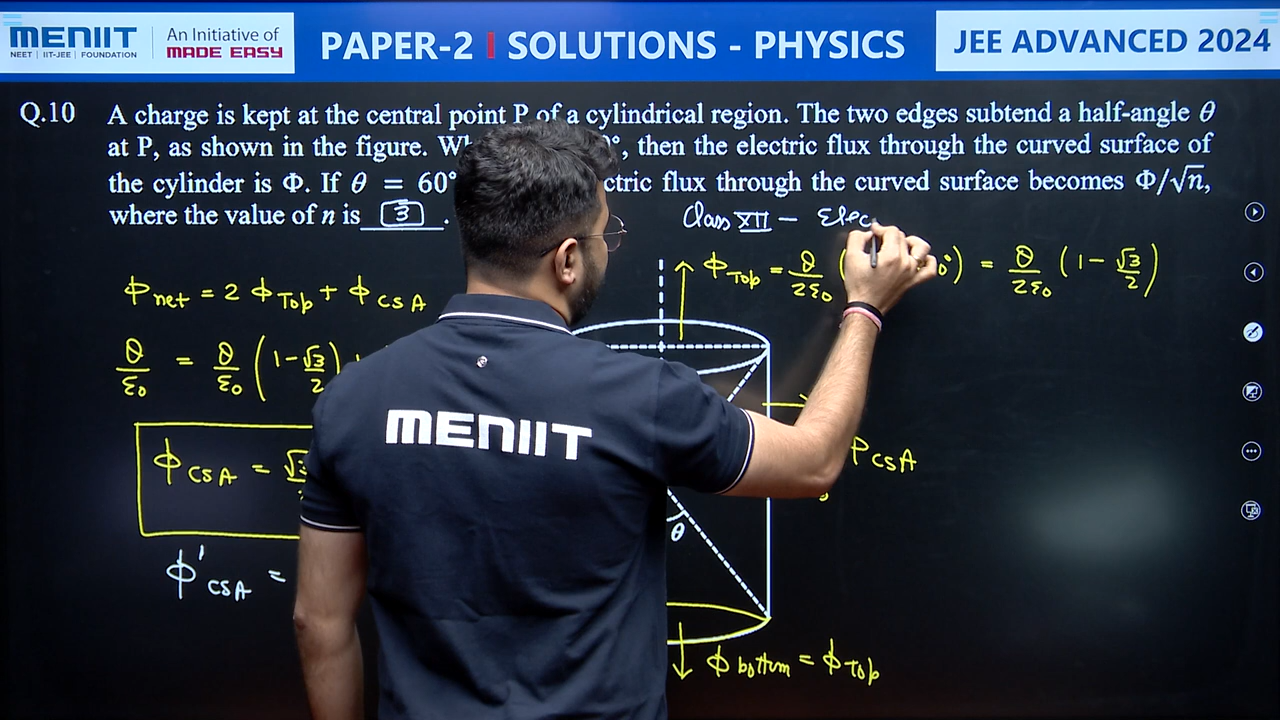 MENIIT
NEET | IIT-JEE | FOUNDATION
An Initiative of
MADE EASY
PAPER-2 | SOLUTIONS - PHYSICS
JEE ADVANCED 2024
Q.10 A charge is kept at the central point P of a cylindrical region. The two edges subtend a half-angle θ
at P, as shown in the figure. °, then the electric flux through the curved surface of
the cylinder is Φ. If θ = 60° ctric flux through the curved surface becomes Φ/√n,
where the value of n is 3 .
Class XII – Elec
ϕnet = 2 ϕTop + ϕCSA
ϕTop = Q/2ε0 ( 0°) = Q/2ε0 (1 – √3/2)
Q/ε0 = Q/ε0 (1 – √3/2)
ϕCSA = √3
ϕCSA
θ
ϕ'CSA =
ϕbottom = ϕTop
MENIIT